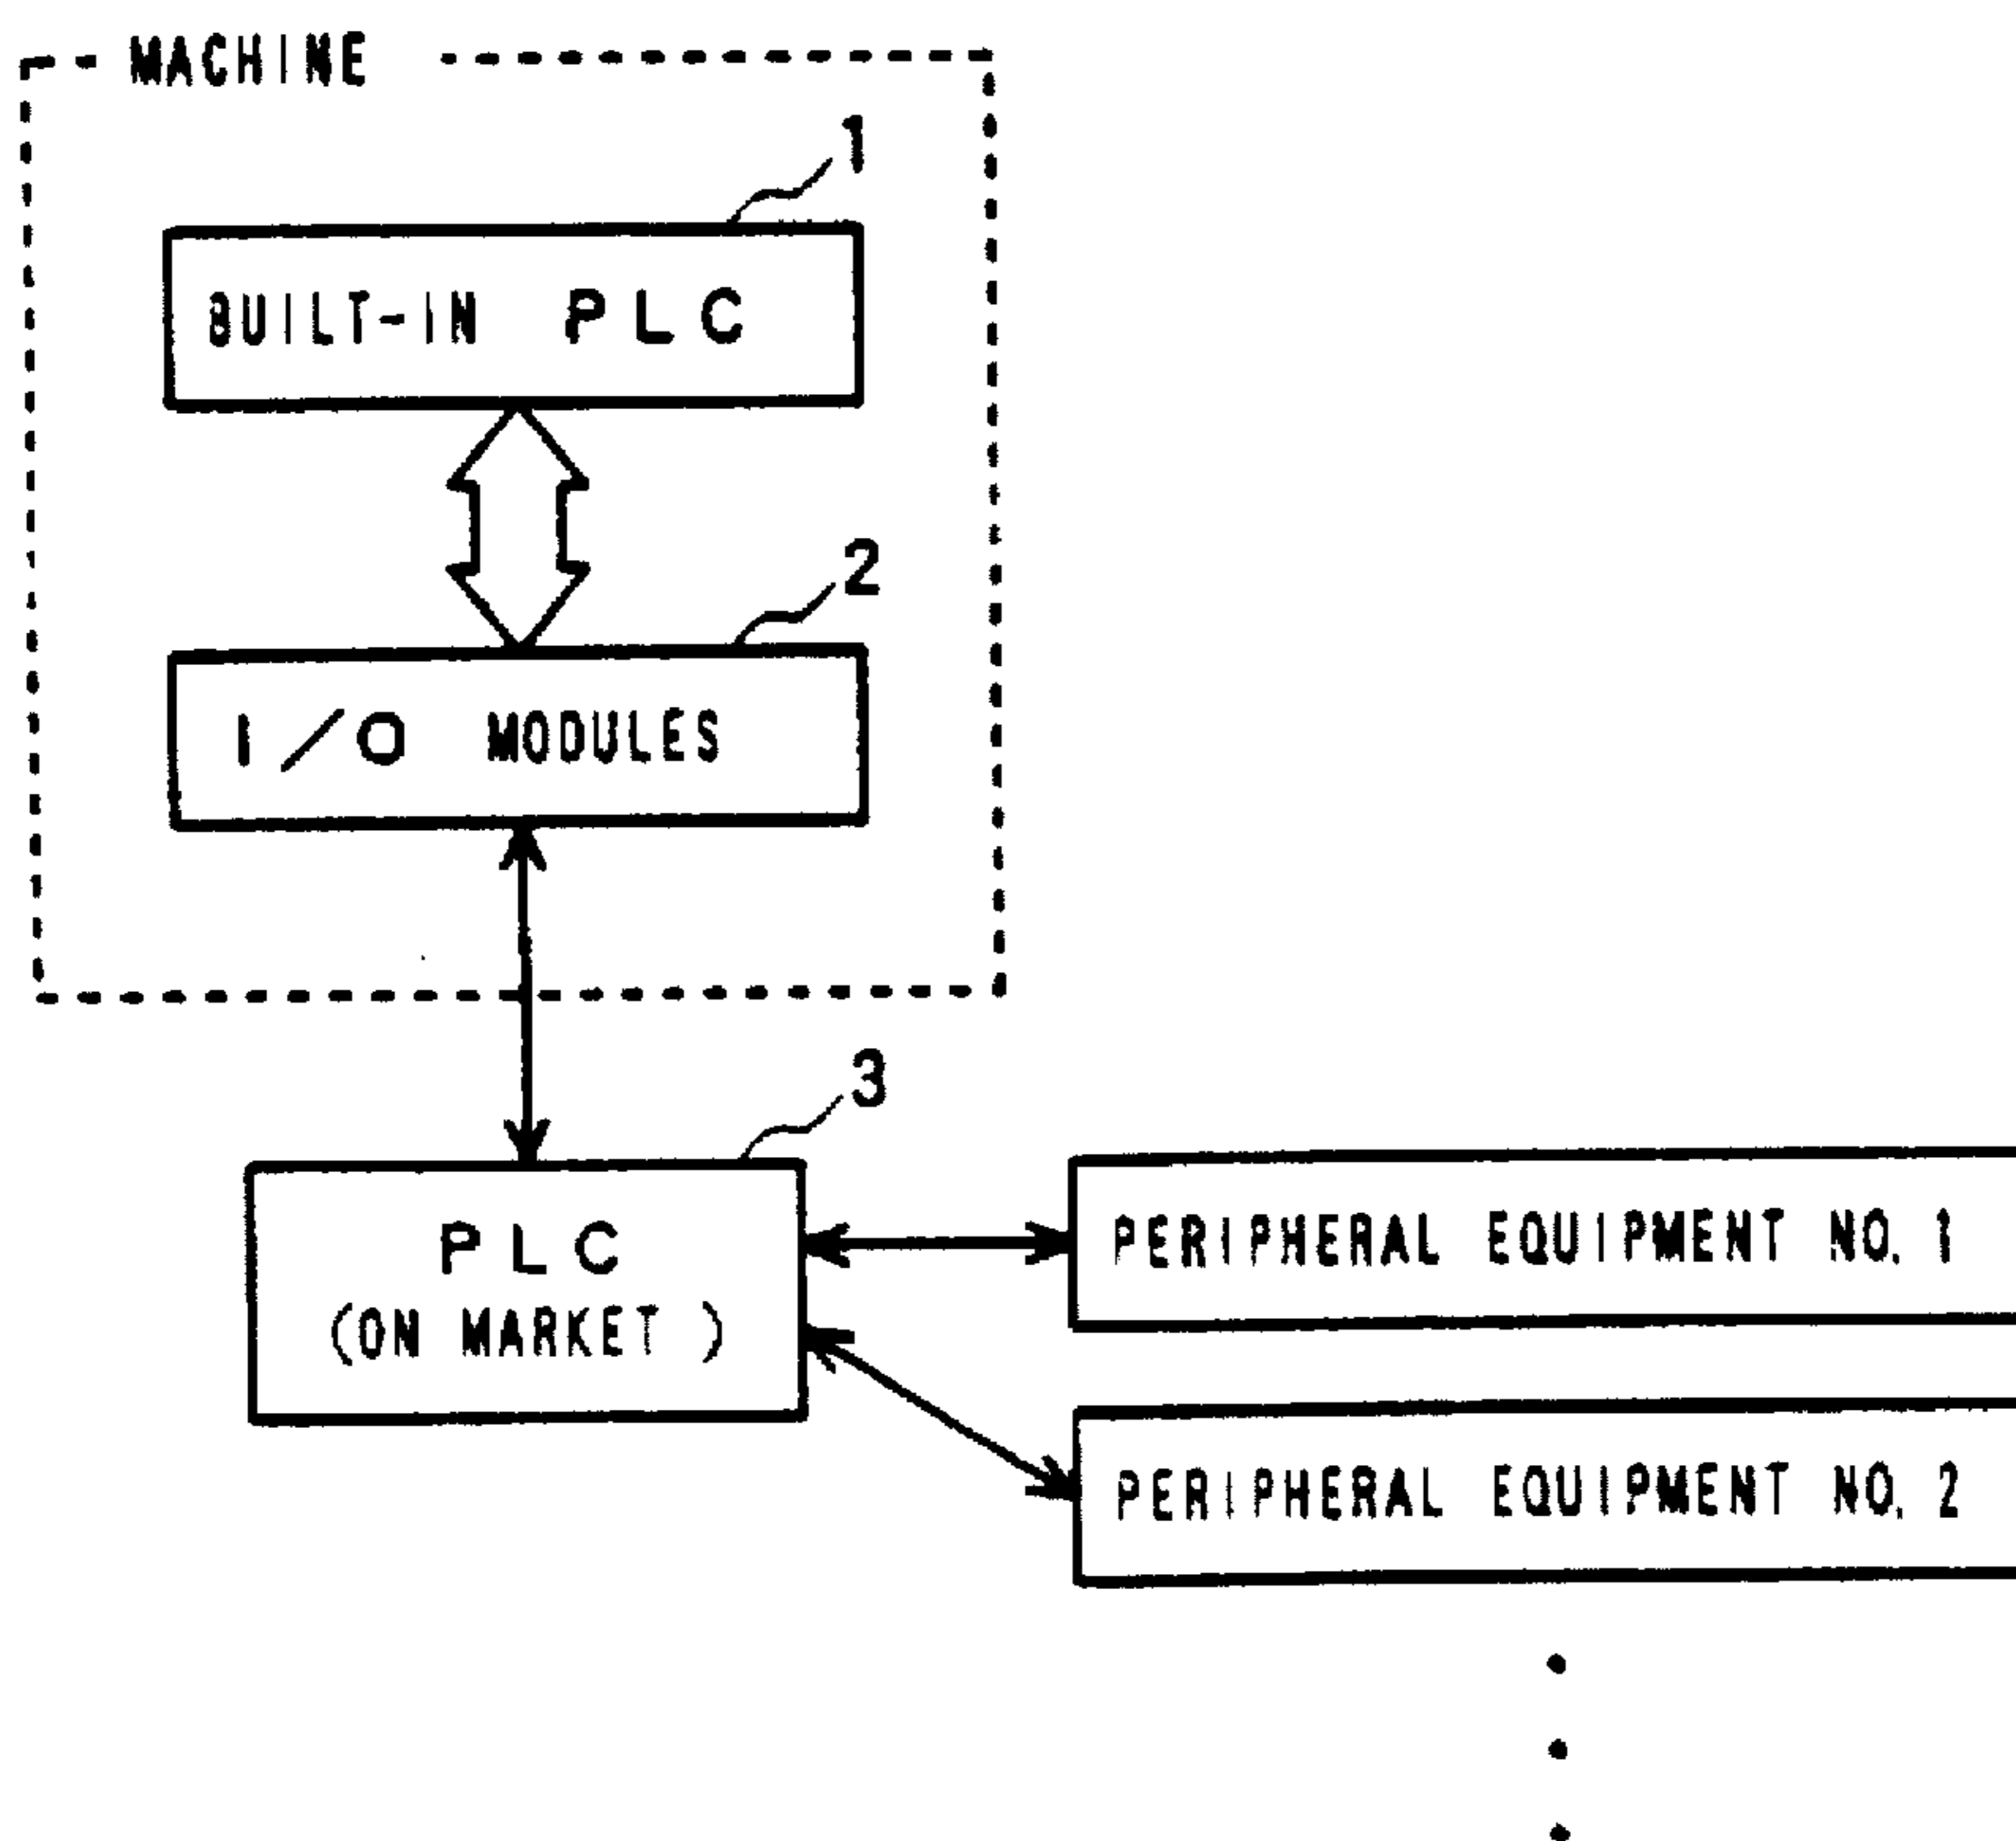 MACHINE
1
BUILT-IN PLC
2
I/O MODULES
3
PLC
(ON MARKET )
PERIPHERAL EQUIPMENT NO. 1
PERIPHERAL EQUIPMENT NO. 2